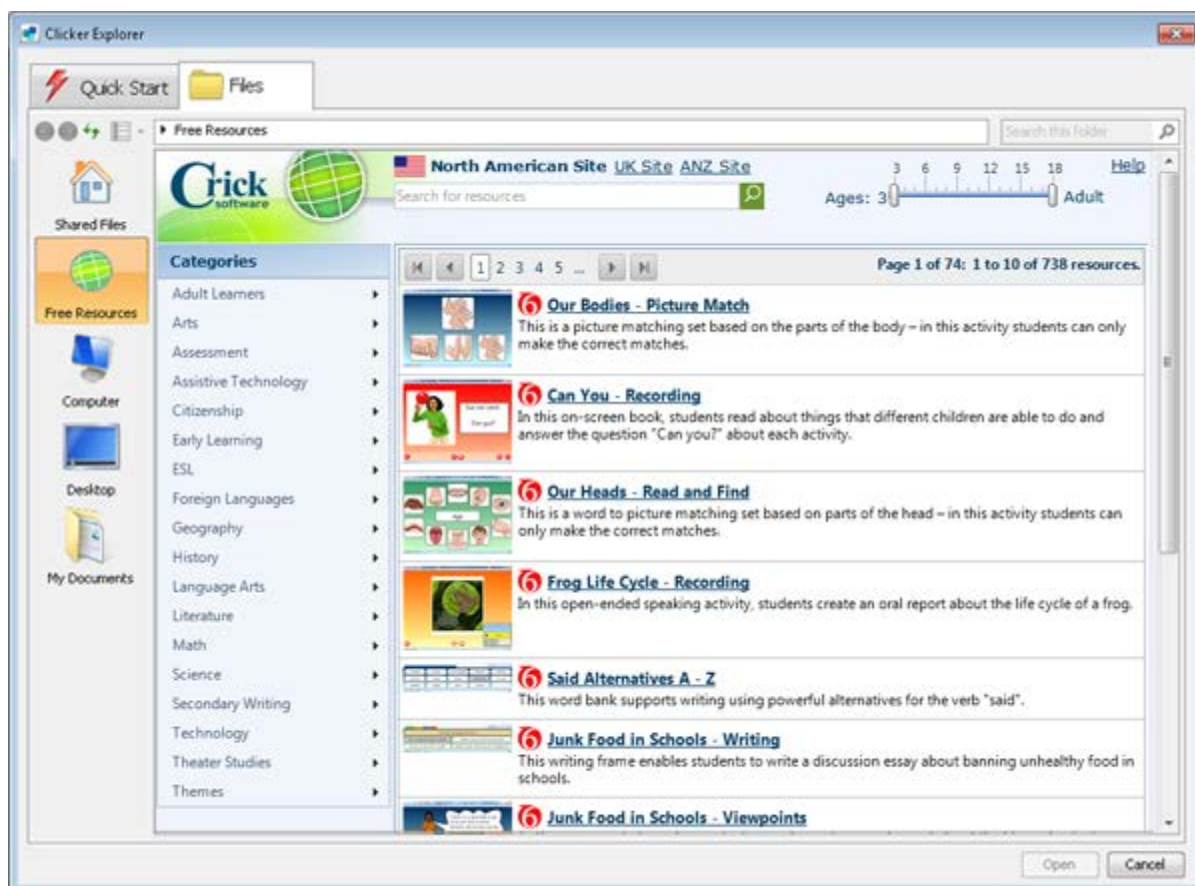 Clicker Explorer
Quick Start
Files
Free Resources
Search this folder
Shared Files
Free Resources
Computer
Desktop
My Documents
Crick
software
North American Site UK Site ANZ Site
Search for resources
3 6 9 12 15 18
Ages: 3 Adult
Help
Categories
Adult Learners
Arts
Assessment
Assistive Technology
Citizenship
Early Learning
ESL
Foreign Languages
Geography
History
Language Arts
Literature
Math
Science
Secondary Writing
Technology
Theater Studies
Themes
1 2 3 4 5 ...
Page 1 of 74: 1 to 10 of 738 resources.
6 Our Bodies - Picture Match
This is a picture matching set based on the parts of the body – in this activity students can only
make the correct matches.
6 Can You - Recording
In this on-screen book, students read about things that different children are able to do and
answer the question "Can you?" about each activity.
6 Our Heads - Read and Find
This is a word to picture matching set based on parts of the head – in this activity students can
only make the correct matches.
6 Frog Life Cycle - Recording
In this open-ended speaking activity, students create an oral report about the life cycle of a frog.
6 Said Alternatives A - Z
This word bank supports writing using powerful alternatives for the verb "said".
6 Junk Food in Schools - Writing
This writing frame enables students to write a discussion essay about banning unhealthy food in
schools.
6 Junk Food in Schools - Viewpoints
Open
Cancel